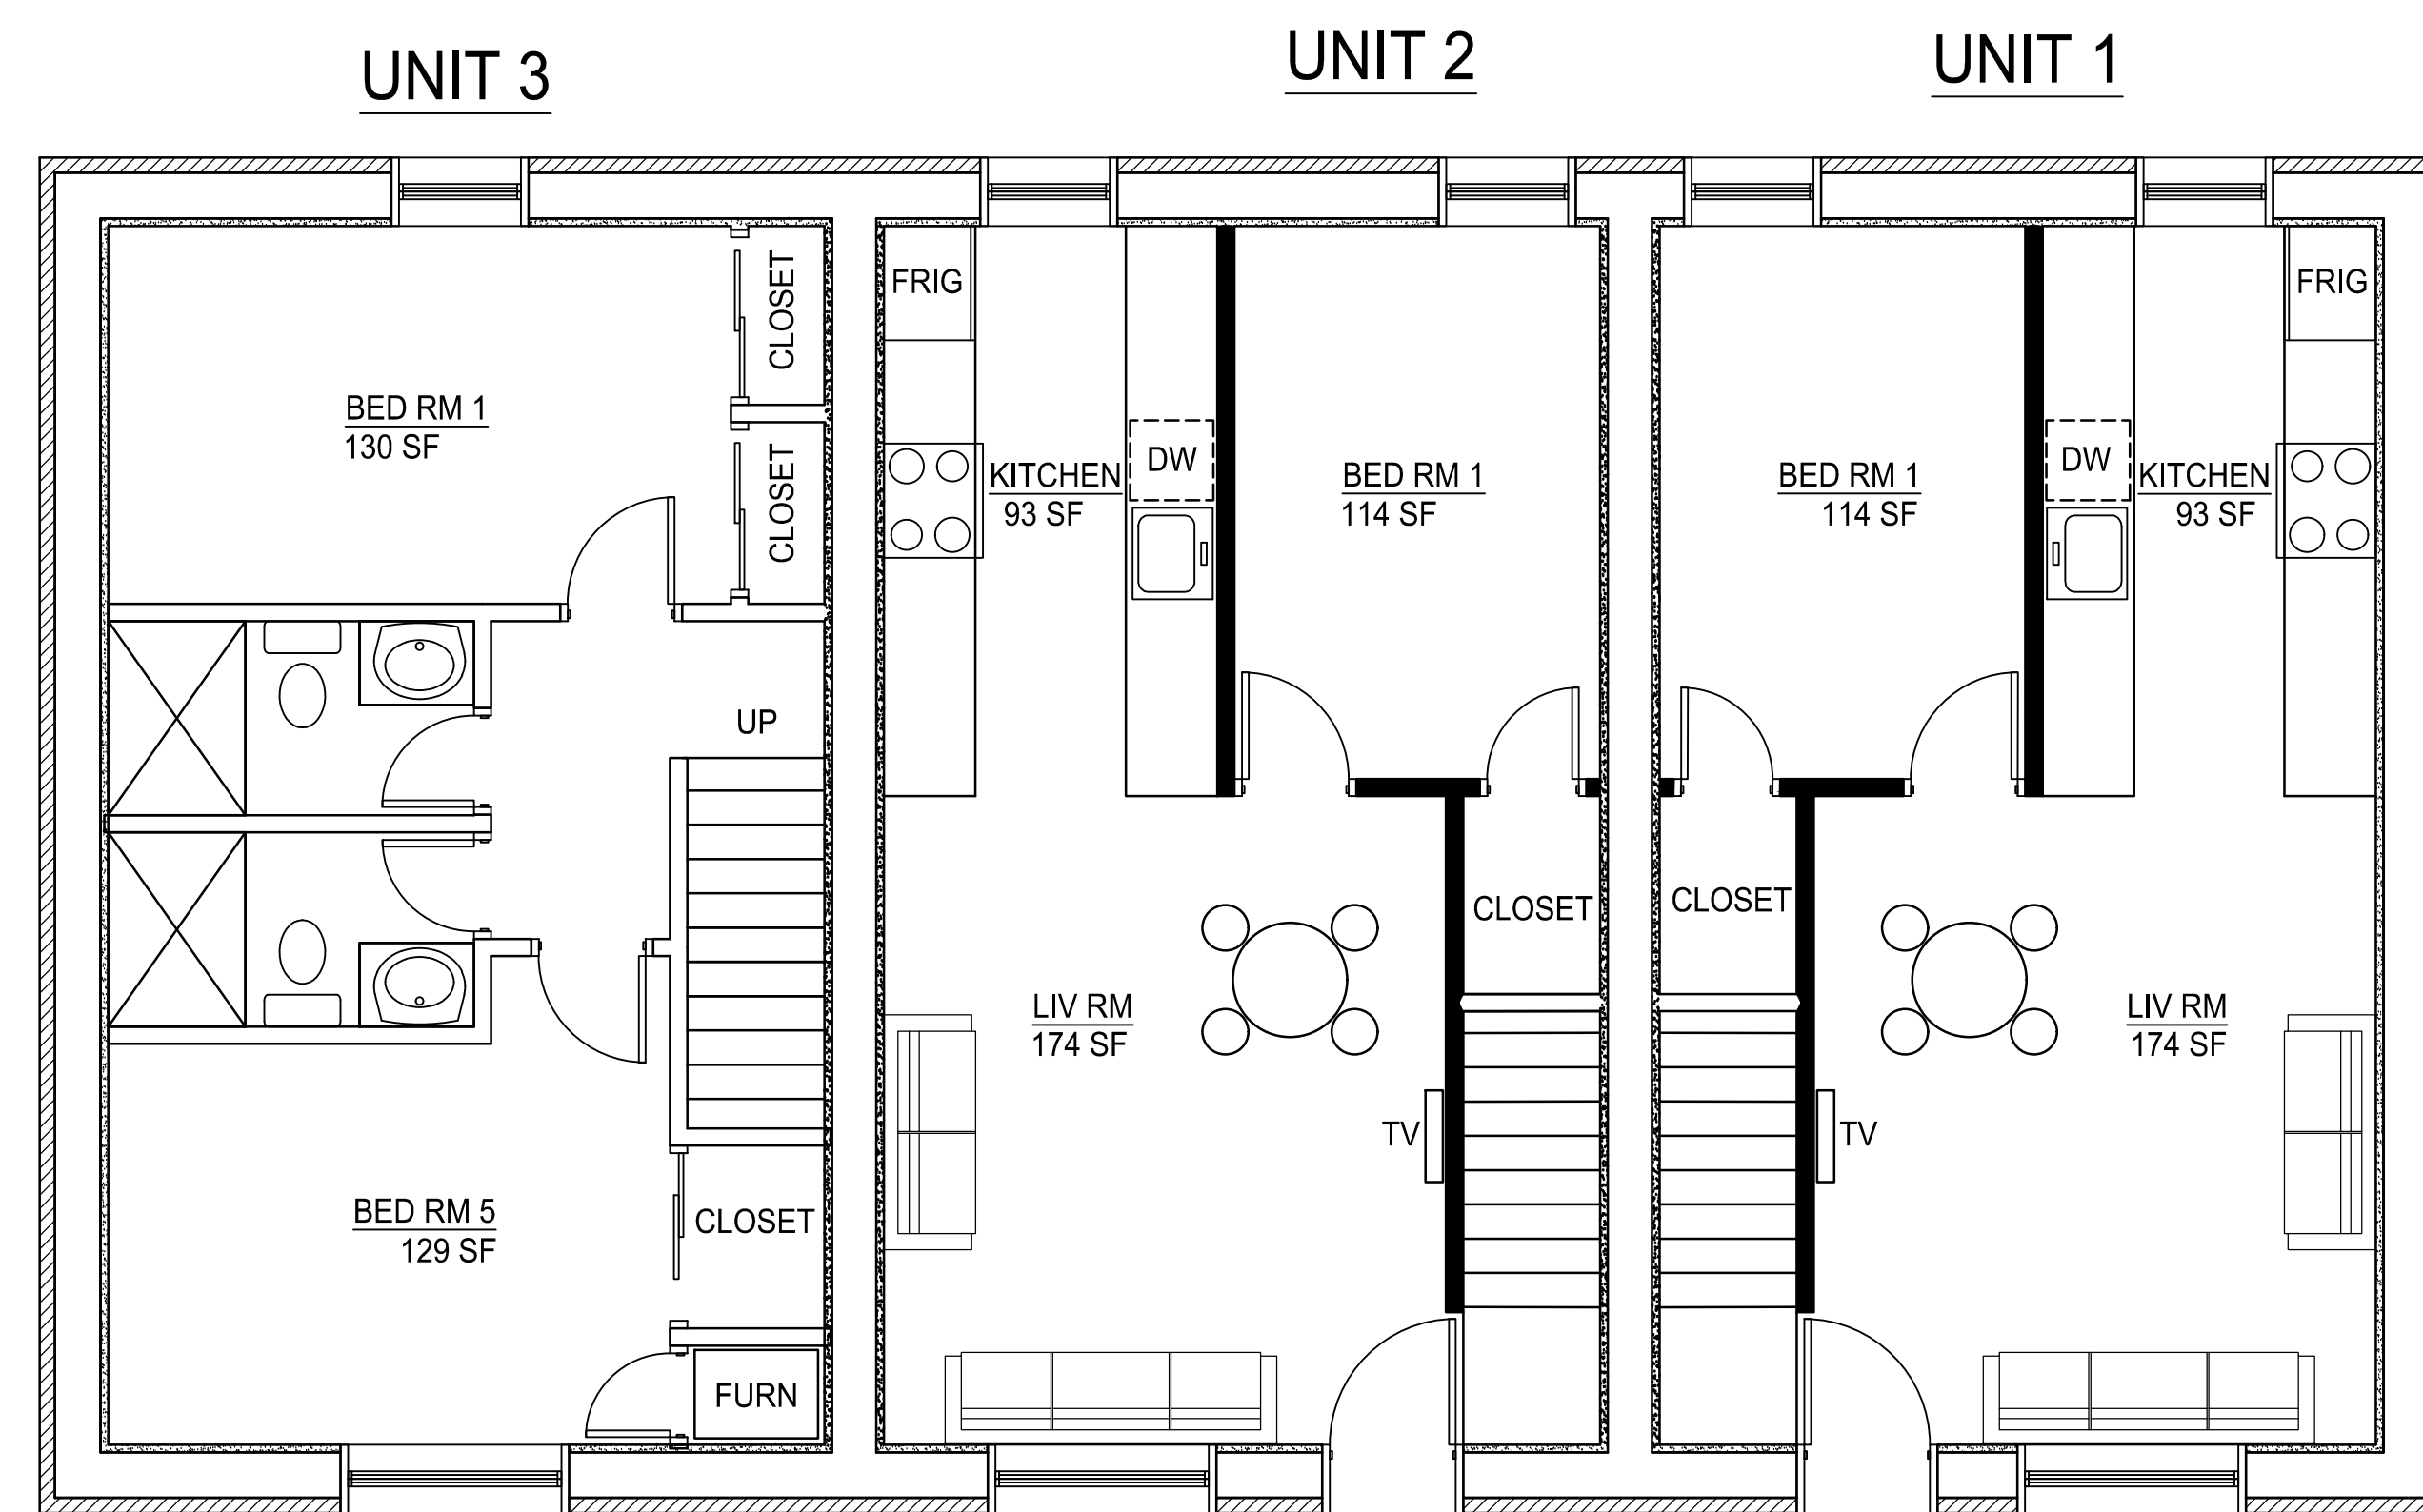 UNIT 3
UNIT 2
UNIT 1
CLOSET
BED RM 1
130 SF
CLOSET
UP
BED RM 5
129 SF
CLOSET
FURN
FRIG
KITCHEN
93 SF
DW
BED RM 1
114 SF
CLOSET
LIV RM
174 SF
TV
FRIG
BED RM 1
114 SF
DW
KITCHEN
93 SF
CLOSET
LIV RM
174 SF
TV